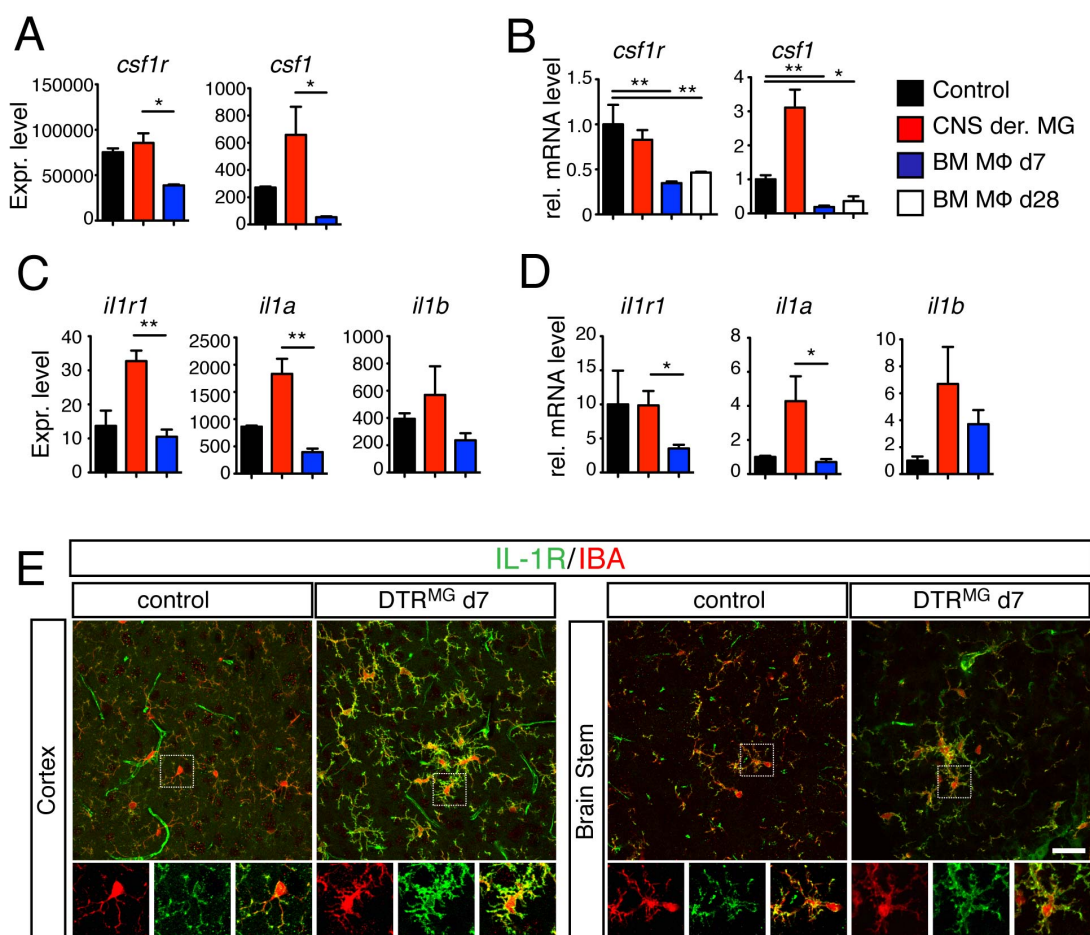 A
csf1r
csf1
Expr. level
150000
100000
50000
0
*
1000
800
600
400
200
0
*
B
csf1r
csf1
rel. mRNA level
1.5
1.0
0.5
0.0
**
**
4
3
2
1
0
**
*
Control
CNS der. MG
BM MΦ d7
BM MΦ d28
C
il1r1
il1a
il1b
Expr. level
40
30
20
10
0
**
2500
2000
1500
1000
500
0
**
1000
800
600
400
200
0
D
il1r1
il1a
il1b
rel. mRNA level
20
15
10
5
0
*
8
6
4
2
0
*
10
8
6
4
2
0
E
IL-1R/IBA
control
DTRMG d7
control
DTRMG d7
Cortex
Brain Stem